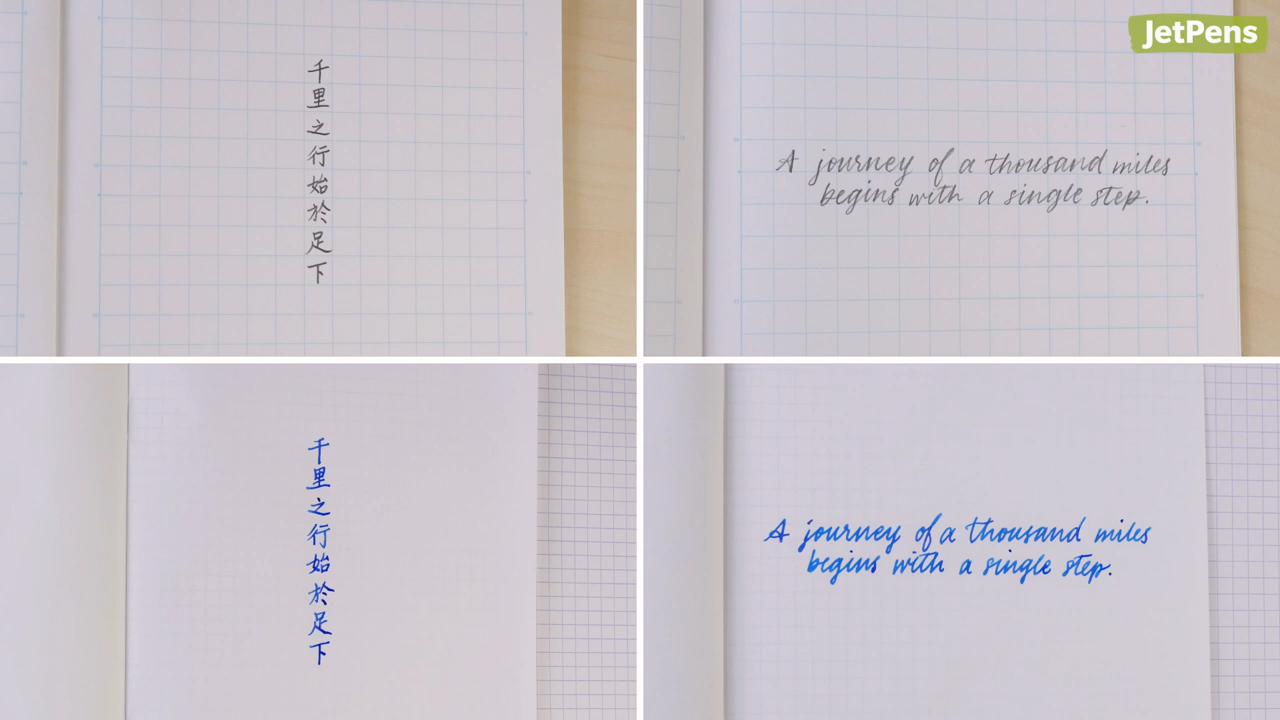 JetPens
千里之行始於足下
A journey of a thousand miles
begins with a single step.
千里之行始於足下
A journey of a thousand miles
begins with a single step.